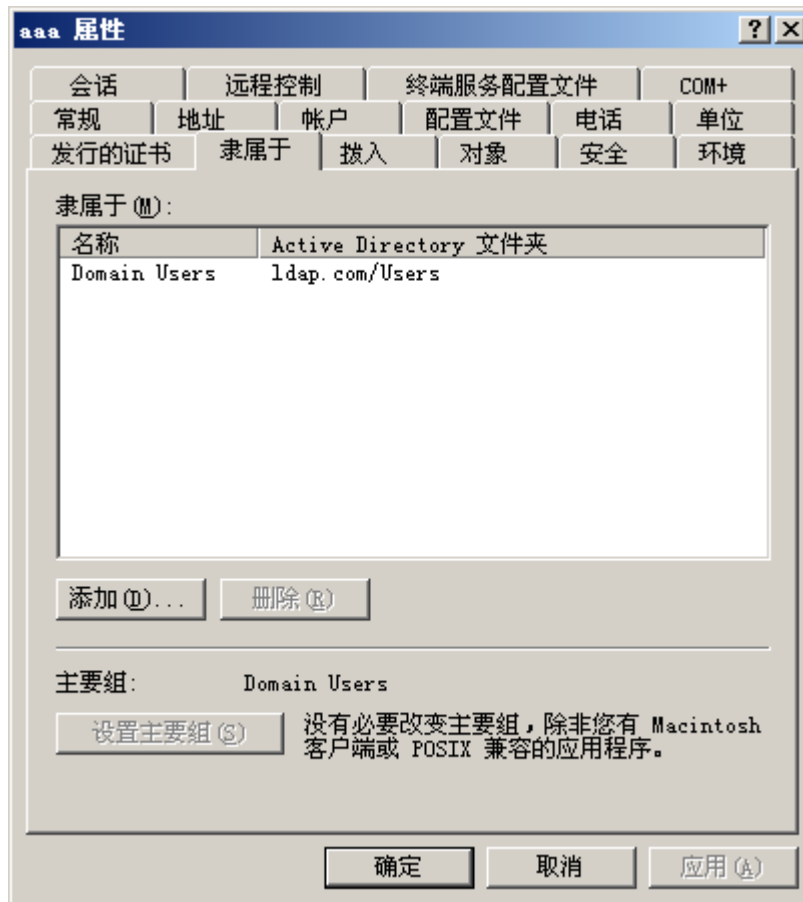 aaa 属性
会话 远程控制 终端服务配置文件 COM+
常规 地址 帐户 配置文件 电话 单位
发行的证书 隶属于 拨入 对象 安全 环境
隶属于(M):
名称 Active Directory 文件夹
Domain Users ldap.com/Users
添加(D)... 删除(R)
主要组: Domain Users
设置主要组(S) 没有必要改变主要组，除非您有 Macintosh
客户端或 POSIX 兼容的应用程序。
确定 取消 应用(A)